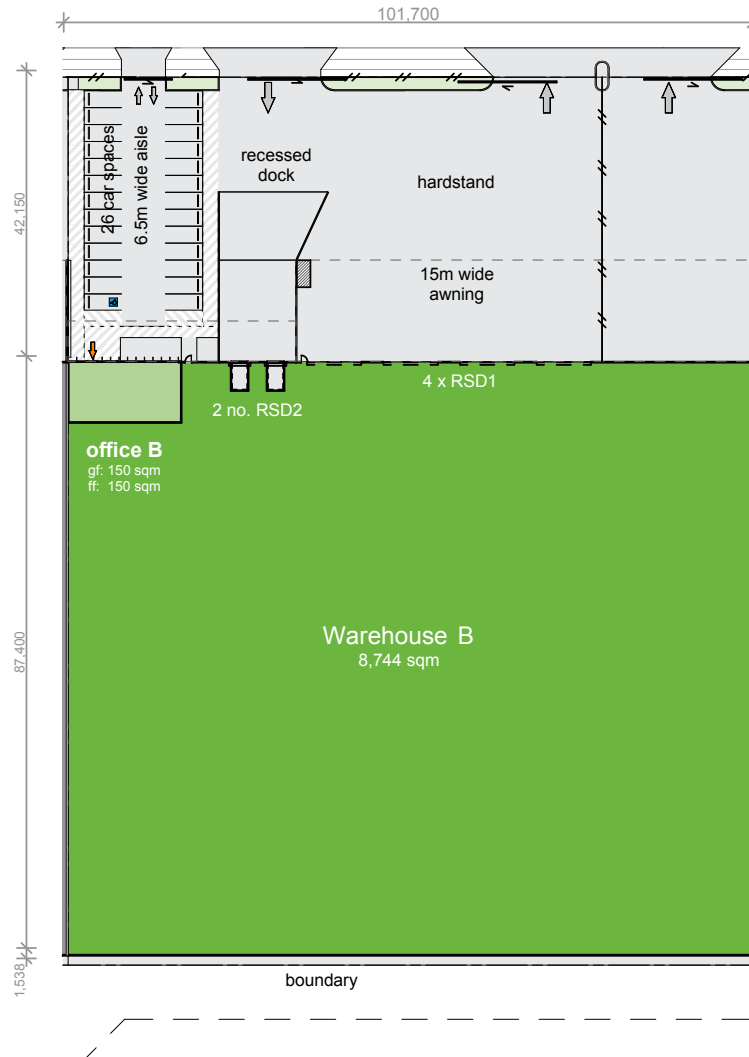 101,700
42,150
26 car spaces
6.5m wide aisle
recessed
dock
hardstand
15m wide
awning
4 x RSD1
2 no. RSD2
office B
gf: 150 sqm
ff: 150 sqm
87,400
Warehouse B
8,744 sqm
1,538
boundary